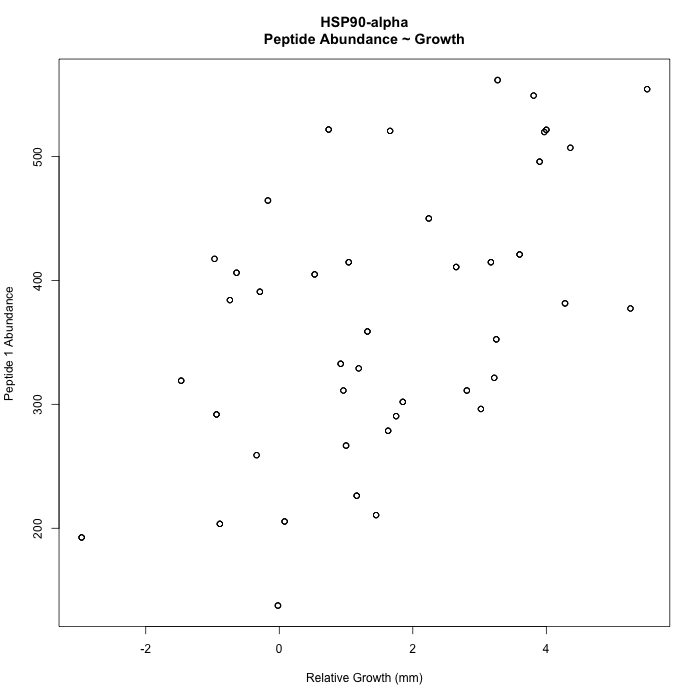 HSP90-alpha
Peptide Abundance ~ Growth
500
400
300
200
Peptide 1 Abundance
-2 0 2 4
Relative Growth (mm)